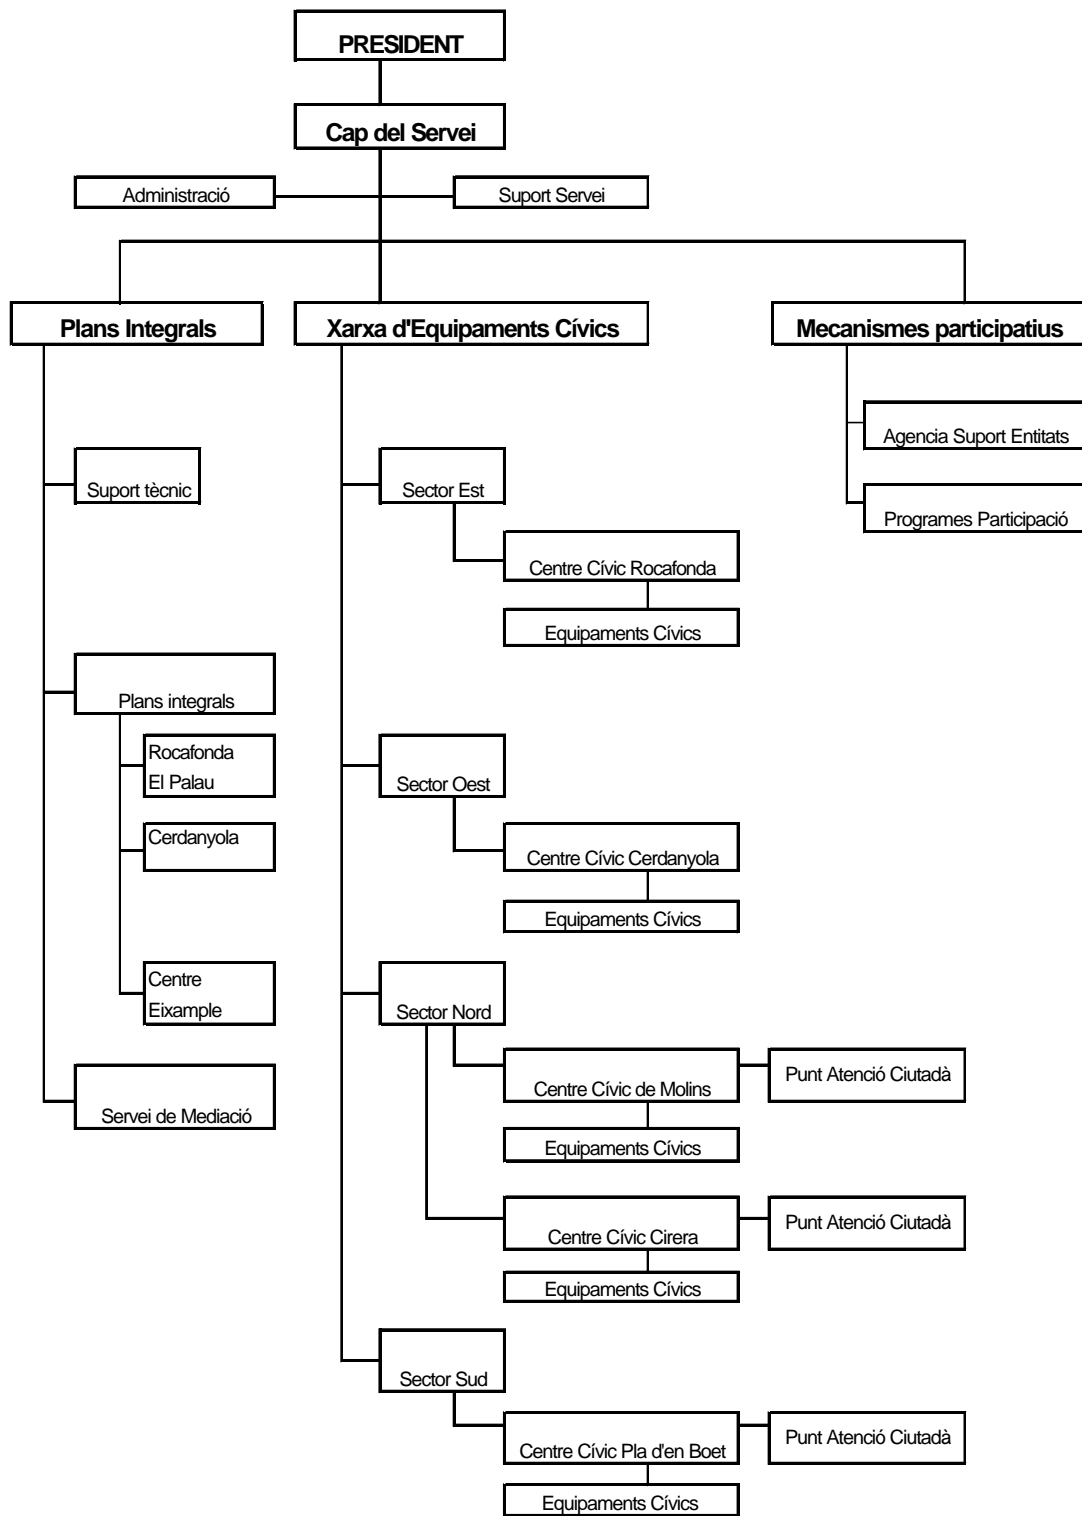 PRESIDENT
Cap del Servei
Administració
Suport Servei
Plans Integrals
Xarxa d'Equipaments Cívics
Mecanismes participatius
Agencia Suport Entitats
Suport tècnic
Sector Est
Programes Participació
Centre Cívic Rocafonda
Equipaments Cívics
Plans integrals
Rocafonda
El Palau
Sector Oest
Cerdanyola
Centre Cívic Cerdanyola
Equipaments Cívics
Centre
Eixample
Sector Nord
Centre Cívic de Molins
Punt Atenció Ciutadà
Servei de Mediació
Equipaments Cívics
Centre Cívic Cirera
Punt Atenció Ciutadà
Equipaments Cívics
Sector Sud
Centre Cívic Pla d'en Boet
Punt Atenció Ciutadà
Equipaments Cívics